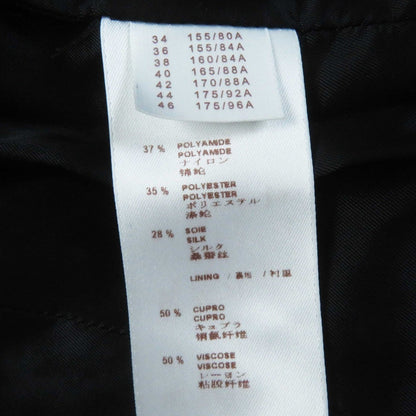 34 155/80A
36 155/84A
38 160/84A
40 165/88A
42 170/88A
44 175/92A
46 175/96A
37 % POLYAMIDE
POLYAMIDE
ナイロン
锦纶
35 % POLYESTER
POLYESTER
ポリエステル
涤纶
28 % SOIE
SILK
シルク
桑蚕丝
LINING / 裏地 / 衬里
50 % CUPRO
CUPRO
キュプラ
铜氨纤维
50 % VISCOSE
VISCOSE
レーヨン
粘胶纤维